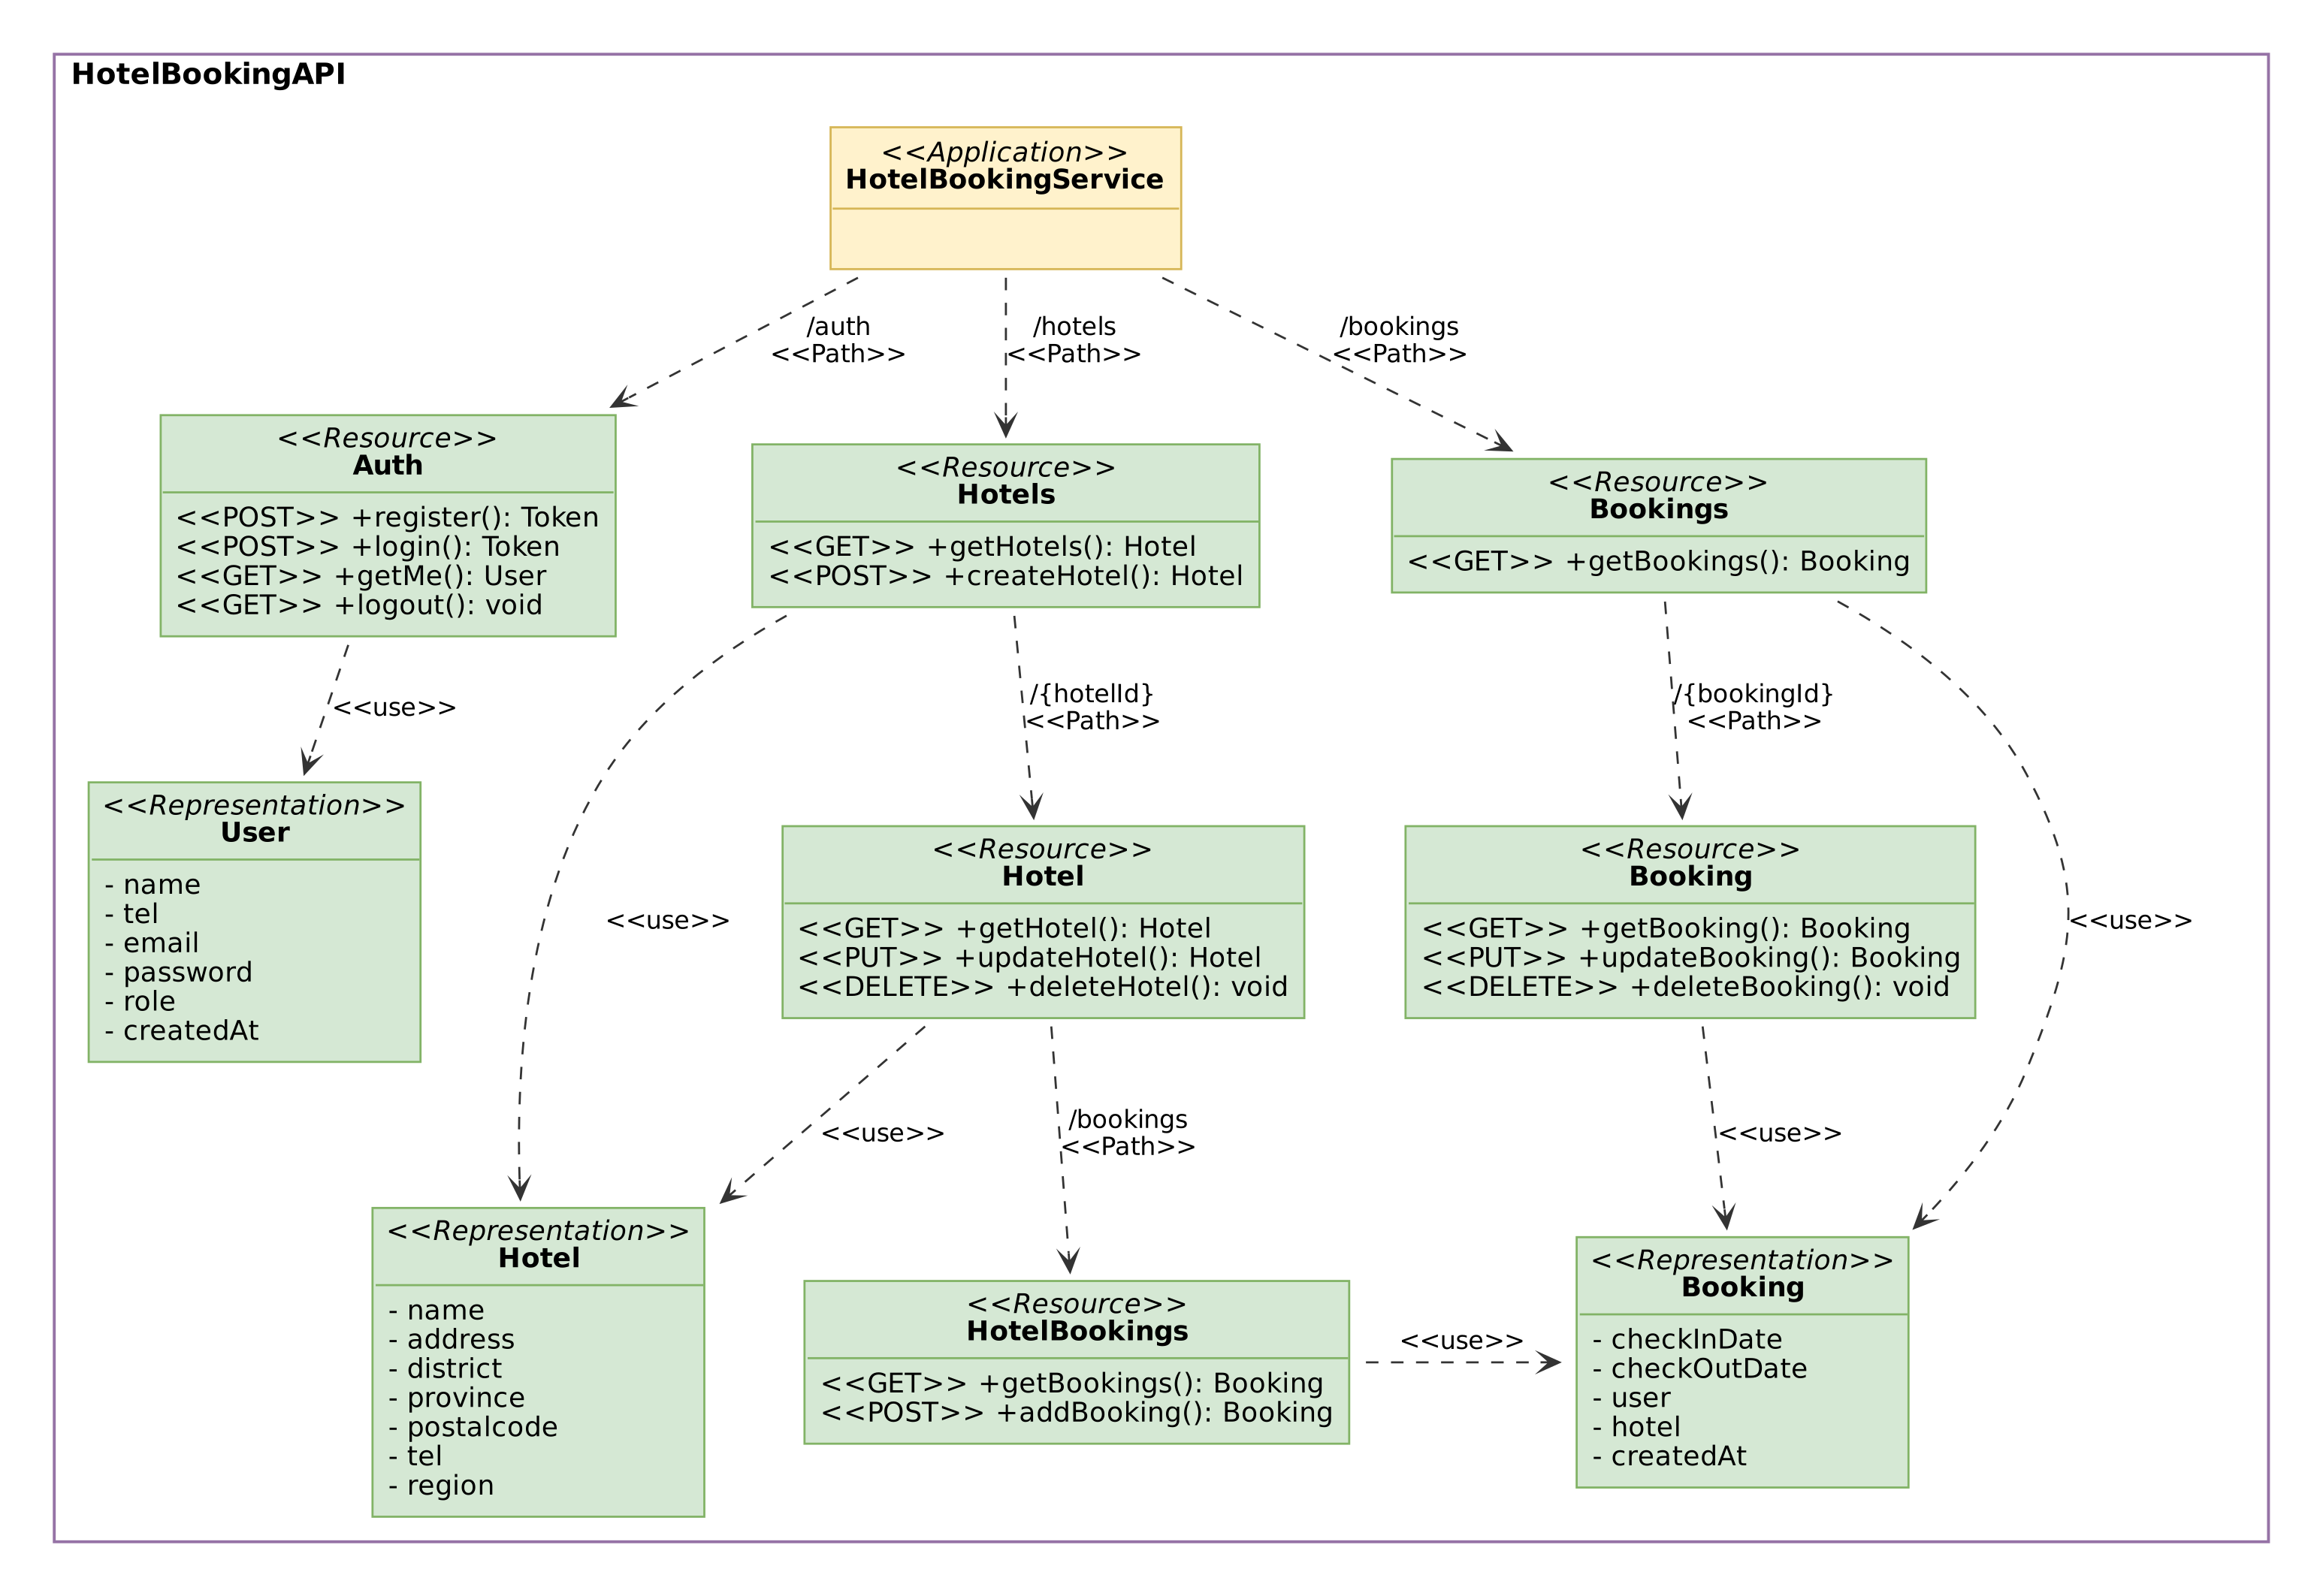 HotelBookingAPI
<<Application>>
HotelBookingService
/auth
<<Path>>
/hotels
<<Path>>
/bookings
<<Path>>
<<Resource>>
Auth
<<POST>> +register(): Token
<<POST>> +login(): Token
<<GET>> +getMe(): User
<<GET>> +logout(): void
<<Resource>>
Hotels
<<GET>> +getHotels(): Hotel
<<POST>> +createHotel(): Hotel
<<Resource>>
Bookings
<<GET>> +getBookings(): Booking
<<use>>
/{hotelId}
<<Path>>
/{bookingId}
<<Path>>
<<Representation>>
User
- name
- tel
- email
- password
- role
- createdAt
<<use>>
<<Resource>>
Hotel
<<GET>> +getHotel(): Hotel
<<PUT>> +updateHotel(): Hotel
<<DELETE>> +deleteHotel(): void
<<Resource>>
Booking
<<GET>> +getBooking(): Booking
<<PUT>> +updateBooking(): Booking
<<DELETE>> +deleteBooking(): void
<<use>>
<<use>>
/bookings
<<Path>>
<<use>>
<<Representation>>
Hotel
- name
- address
- district
- province
- postalcode
- tel
- region
<<Resource>>
HotelBookings
<<GET>> +getBookings(): Booking
<<POST>> +addBooking(): Booking
<<use>>
<<Representation>>
Booking
- checkInDate
- checkOutDate
- user
- hotel
- createdAt